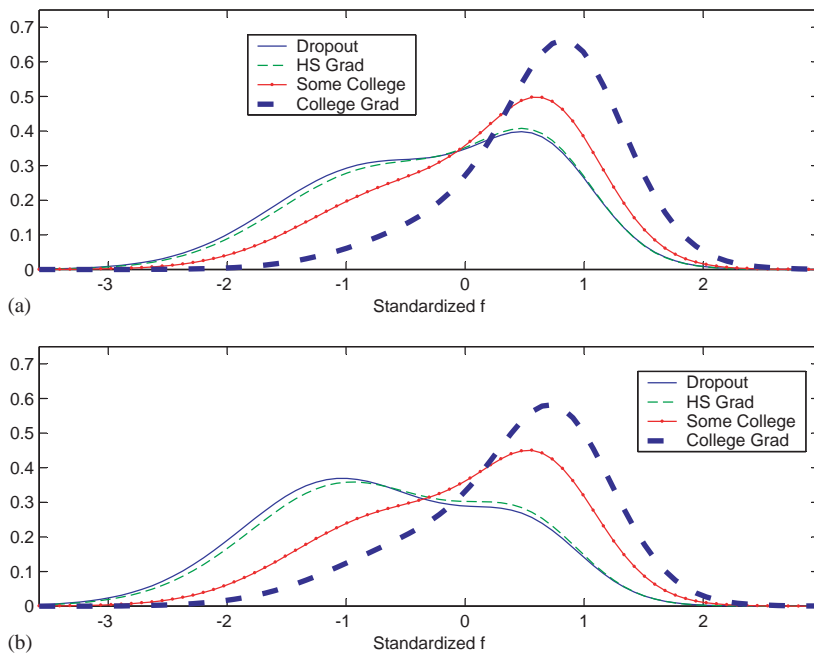 0.7
0.6
0.5
0.4
0.3
0.2
0.1
0
Dropout
HS Grad
Some College
College Grad
-3 -2 -1 0 1 2
Standardized f
(a)
0.7
0.6
0.5
0.4
0.3
0.2
0.1
0
Dropout
HS Grad
Some College
College Grad
-3 -2 -1 0 1 2
Standardized f
(b)